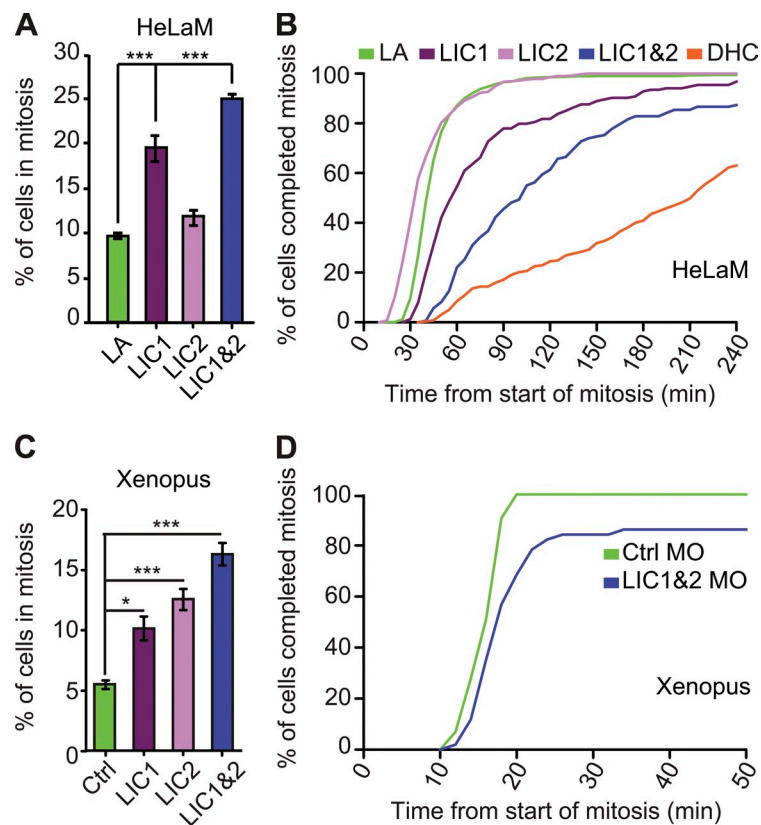 A
HeLaM
% of cells in mitosis
30
25
20
15
10
5
0
*** ***
LA LIC1 LIC2 LIC1&2
B
LA LIC1 LIC2 LIC1&2 DHC
% of cells completed mitosis
100
80
60
40
20
0
HeLaM
0 30 60 90 120 150 180 210 240
Time from start of mitosis (min)
C
Xenopus
% of cells in mitosis
20
15
10
5
0
***
***
*
Ctrl LIC1 LIC2 LIC1&2
D
% of cells completed mitosis
100
80
60
40
20
0
Ctrl MO
LIC1&2 MO
Xenopus
0 10 20 30 40 50
Time from start of mitosis (min)